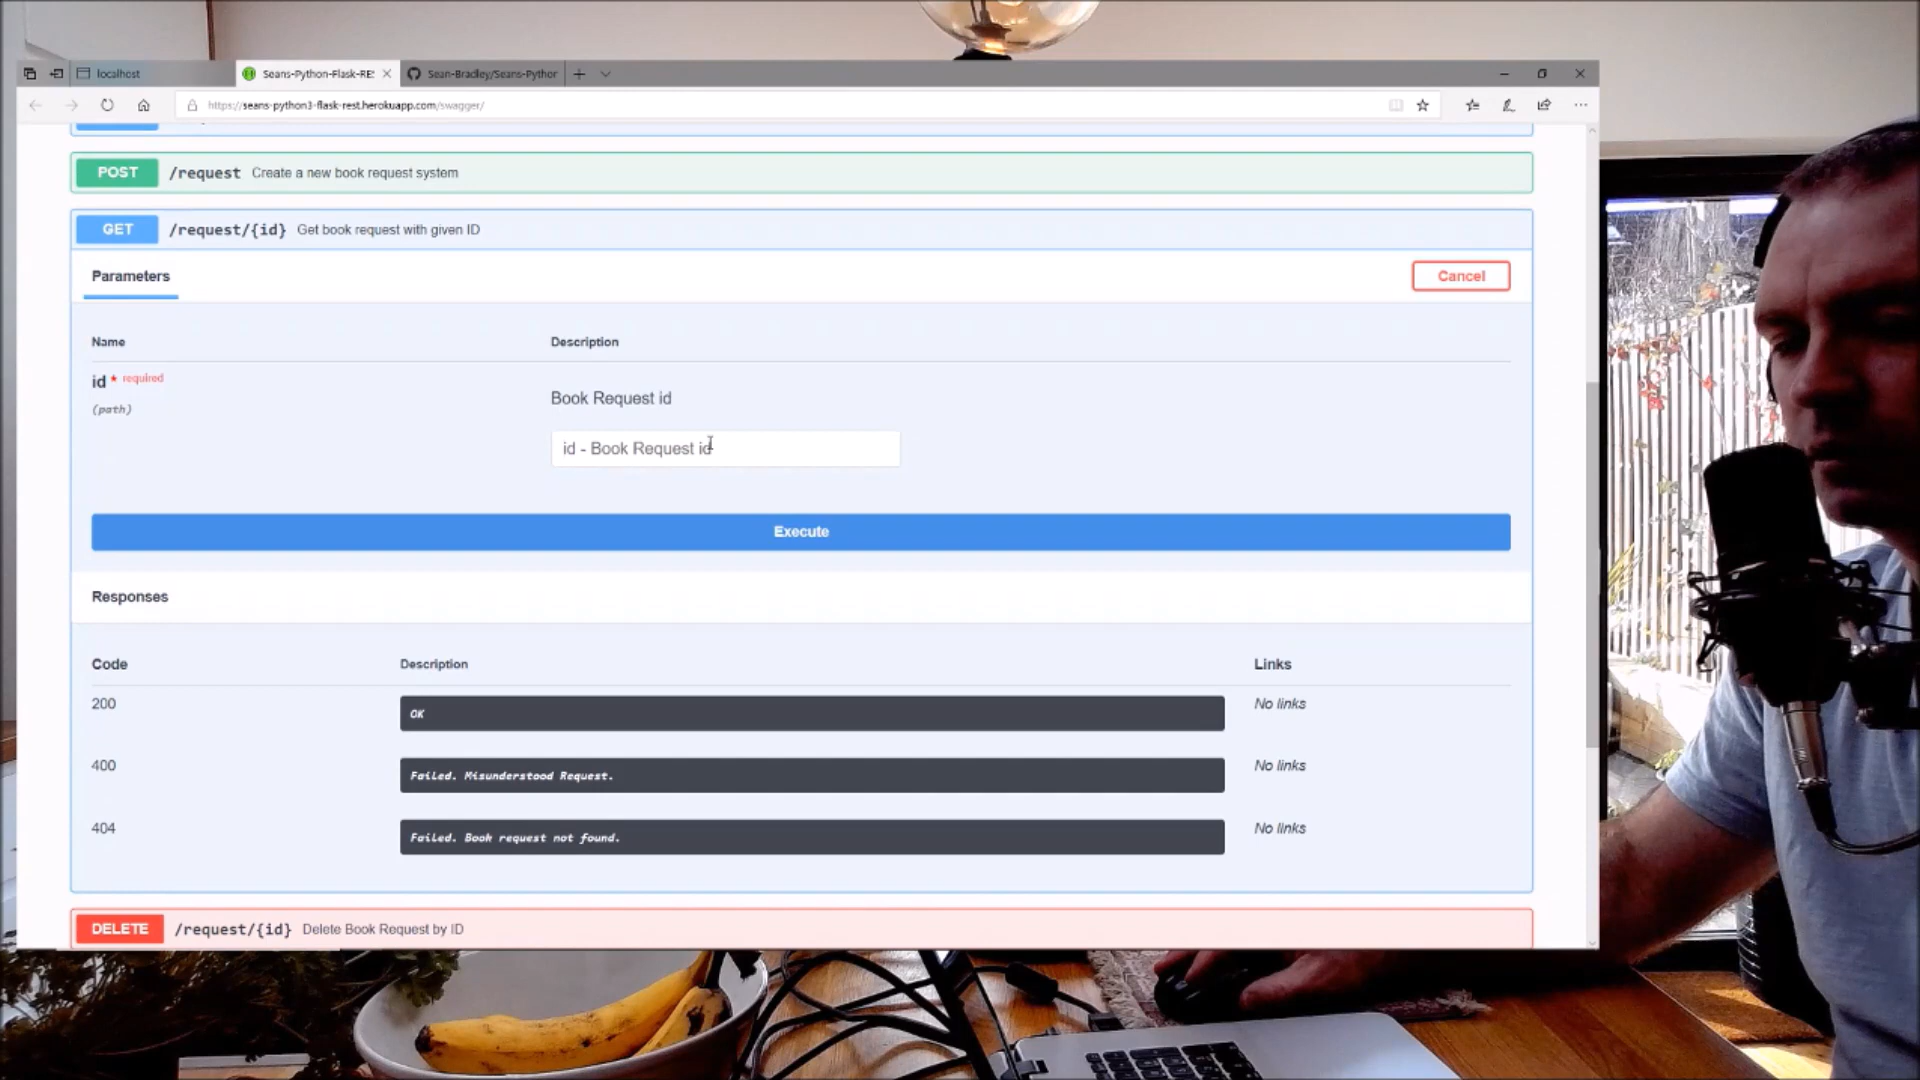 localhost
Seans-Python-Flask-RE
Sean-Bradley/Seans-Python
https://seans-python3-flask-rest.herokuapp.com/swagger/
POST /request Create a new book request system
GET /request/{id} Get book request with given ID
Parameters
Cancel
Name Description
id * required
(path)
Book Request id
id - Book Request id
Execute
Responses
Code Description Links
200 OK No links
400 Failed. Misunderstood Request. No links
404 Failed. Book request not found. No links
DELETE /request/{id} Delete Book Request by ID